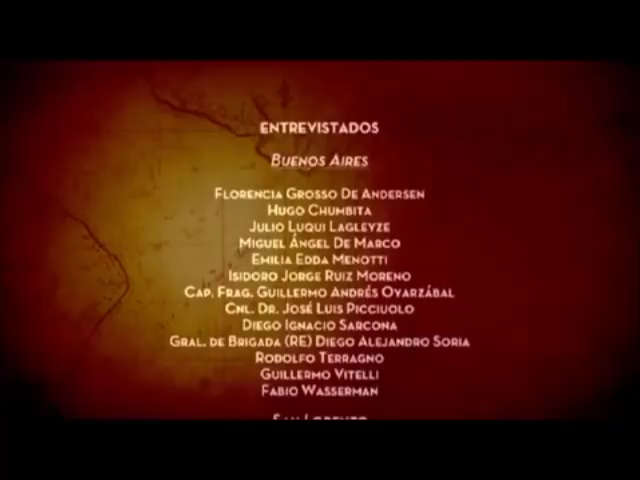 ENTREVISTADOS
BUENOS AIRES
FLORENCIA GROSSO DE ANDERSEN
HUGO CHUMBITA
JULIO LUQUI LAGLEYZE
MIGUEL ÁNGEL DE MARCO
EMILIA EDDA MENOTTI
ISIDORO JORGE RUIZ MORENO
CAP. FRAG. GUILLERMO ANDRÉS OYARZÁBAL
CNL. DR. JOSÉ LUIS PICCIUOLO
DIEGO IGNACIO SARCONA
GRAL. DE BRIGADA (RE) DIEGO ALEJANDRO SORIA
RODOLFO TERRAGNO
GUILLERMO VITELLI
FABIO WASSERMAN
SAN LORENZO